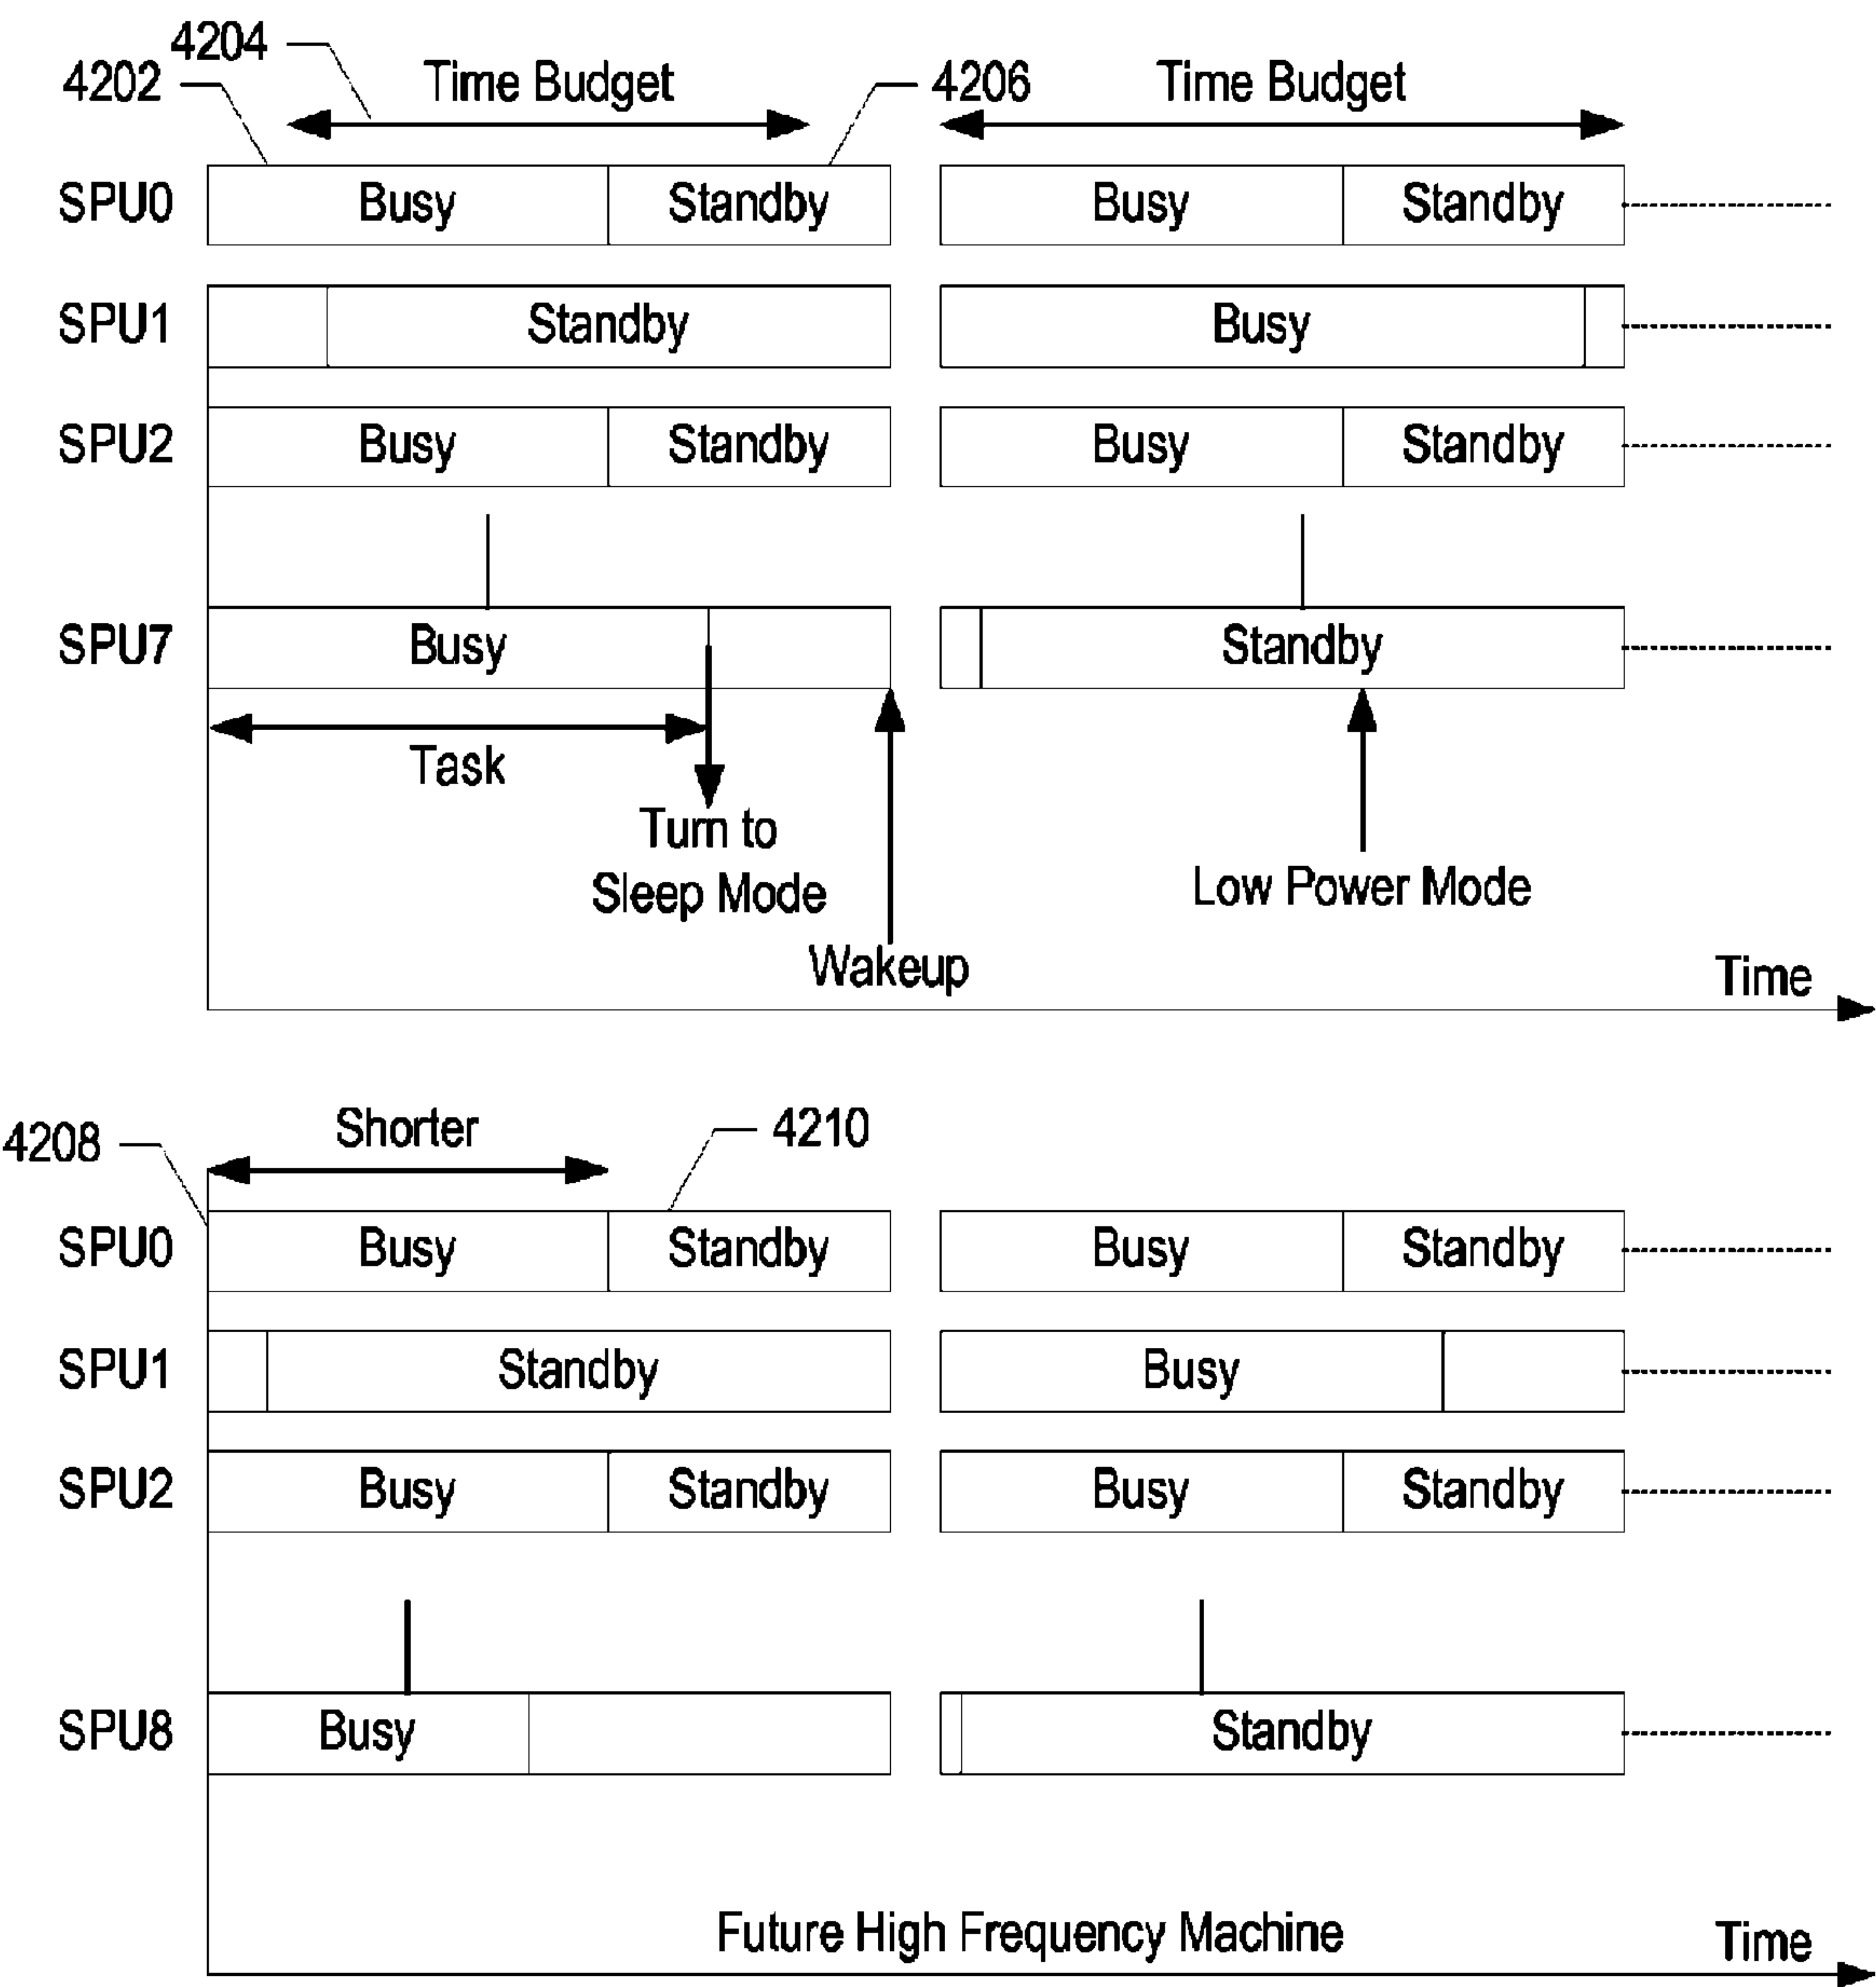 4204
4202
Time Budget
4206
Time Budget
SPU0
Busy
Standby
Busy
Standby
SPU1
Standby
Busy
SPU2
Busy
Standby
Busy
Standby
SPU7
Busy
Standby
Task
Turn to
Sleep Mode
Low Power Mode
Wakeup
Time
4208
Shorter
4210
SPU0
Busy
Standby
Busy
Standby
SPU1
Standby
Busy
SPU2
Busy
Standby
Busy
Standby
SPU8
Busy
Standby
Future High Frequency Machine
Time